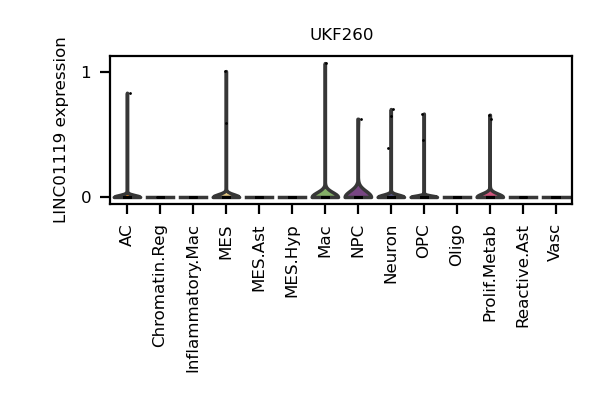 UKF260
LINC01119 expression
1
0
AC
Chromatin.Reg
Inflammatory.Mac
MES
MES.Ast
MES.Hyp
Mac
NPC
Neuron
OPC
Oligo
Prolif.Metab
Reactive.Ast
Vasc